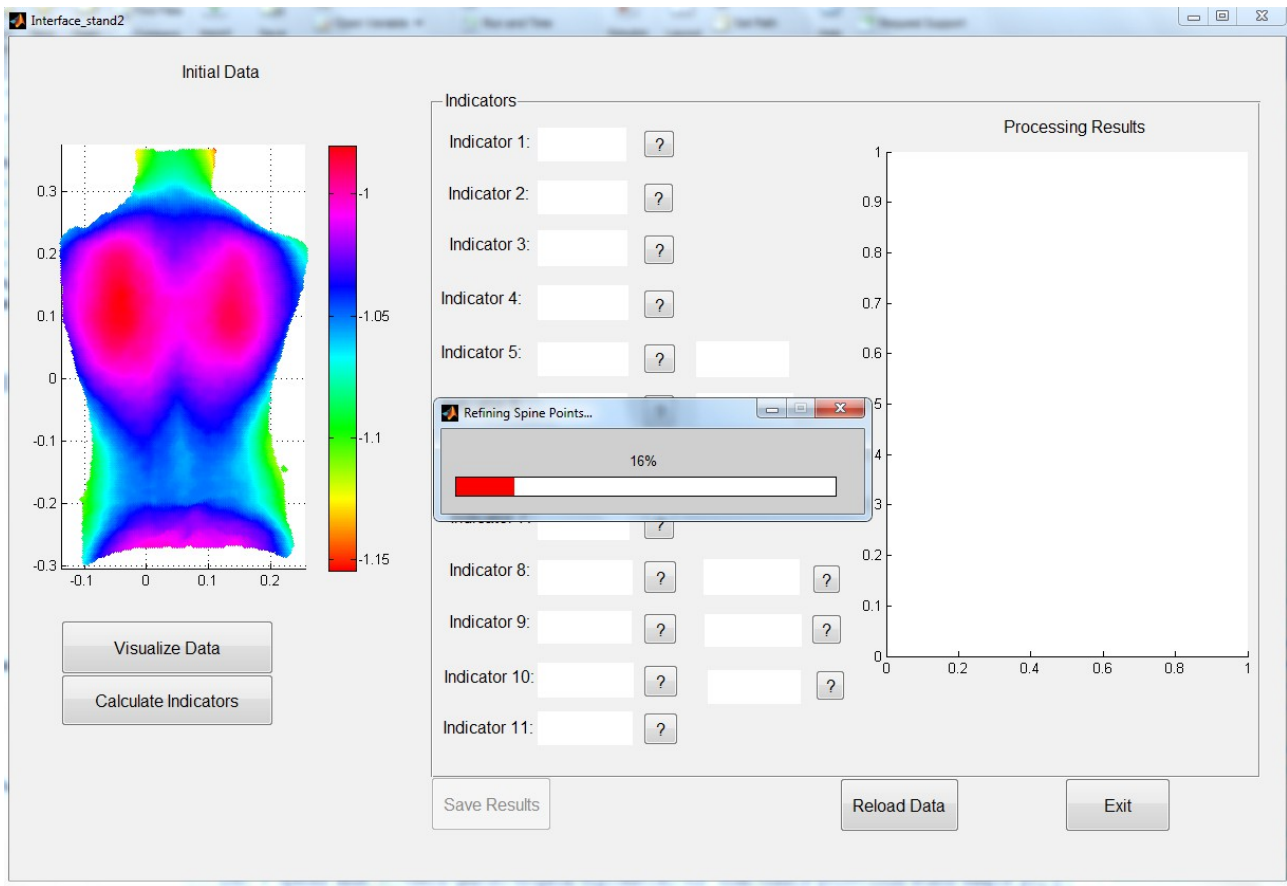 Interface_stand2
Initial Data
0.3
0.2
0.1
0
-0.1
-0.2
-0.3
-0.1
0
0.1
0.2
-1
-1.05
-1.1
-1.15
Visualize Data
Calculate Indicators
Indicators
Indicator 1:
?
Indicator 2:
?
Indicator 3:
?
Indicator 4:
?
Indicator 5:
?
Refining Spine Points...
16%
?
Indicator 8:
?
?
Indicator 9:
?
?
Indicator 10:
?
?
Indicator 11:
?
Processing Results
1
0.9
0.8
0.7
0.6
5
4
3
0.2
0.1
0
0
0.2
0.4
0.6
0.8
1
Save Results
Reload Data
Exit